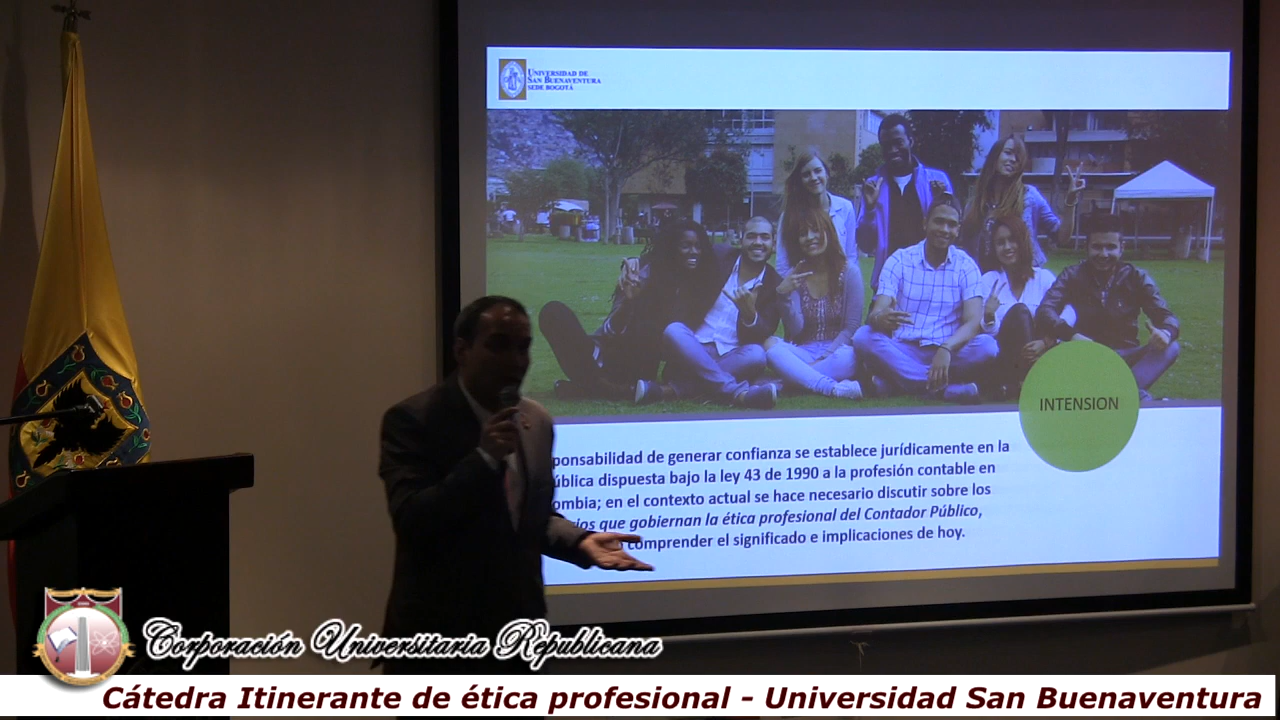 UNIVERSIDAD DE
SAN BUENAVENTURA
SEDE BOGOTÁ
INTENSION
ponsabilidad de generar confianza se establece jurídicamente en la
ública dispuesta bajo la ley 43 de 1990 a la profesión contable en
ombia; en el contexto actual se hace necesario discutir sobre los
ios que gobiernan la ética profesional del Contador Público,
comprender el significado e implicaciones de hoy.
Corporación Universitaria Republicana
Cátedra Itinerante de ética profesional - Universidad San Buenaventura